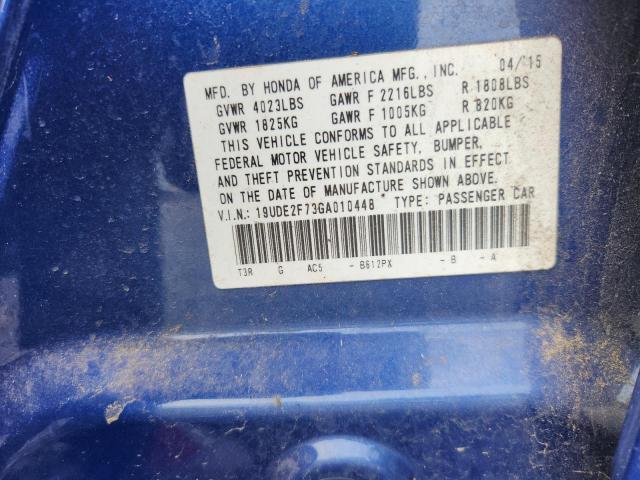 MFD. BY HONDA OF AMERICA MFG., INC. 04/15
GVWR 4023LBS GAWR F 2216LBS R 1808LBS
GVWR 1825KG GAWR F 1005KG R 820KG
THIS VEHICLE CONFORMS TO ALL APPLICABLE
FEDERAL MOTOR VEHICLE SAFETY, BUMPER,
AND THEFT PREVENTION STANDARDS IN EFFECT
ON THE DATE OF MANUFACTURE SHOWN ABOVE.
V.I.N.: 19UDE2F73GA010448 TYPE: PASSENGER CAR
T3R G AC5 - B612PX - B - A